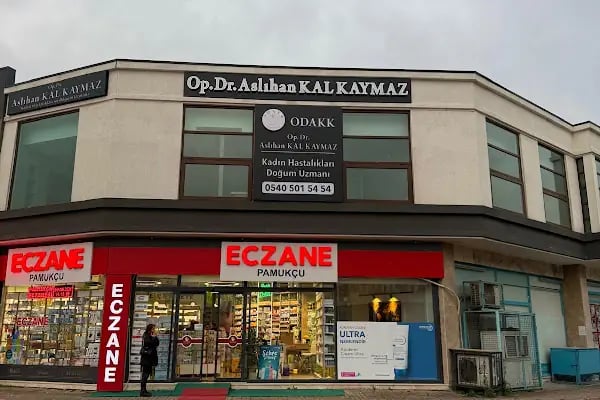 Op.Dr. Aslıhan KAL KAYMAZ
Op.Dr.
Aslıhan KAL KAYMAZ
ODAKK
Op. Dr.
Aslıhan KAL KAYMAZ
Kadın Hastalıkları
Doğum Uzmanı
0540 501 54 54
ECZANE
PAMUKÇU
ECZANE
PAMUKÇU
ECZANE
ECZANE
ULTRA